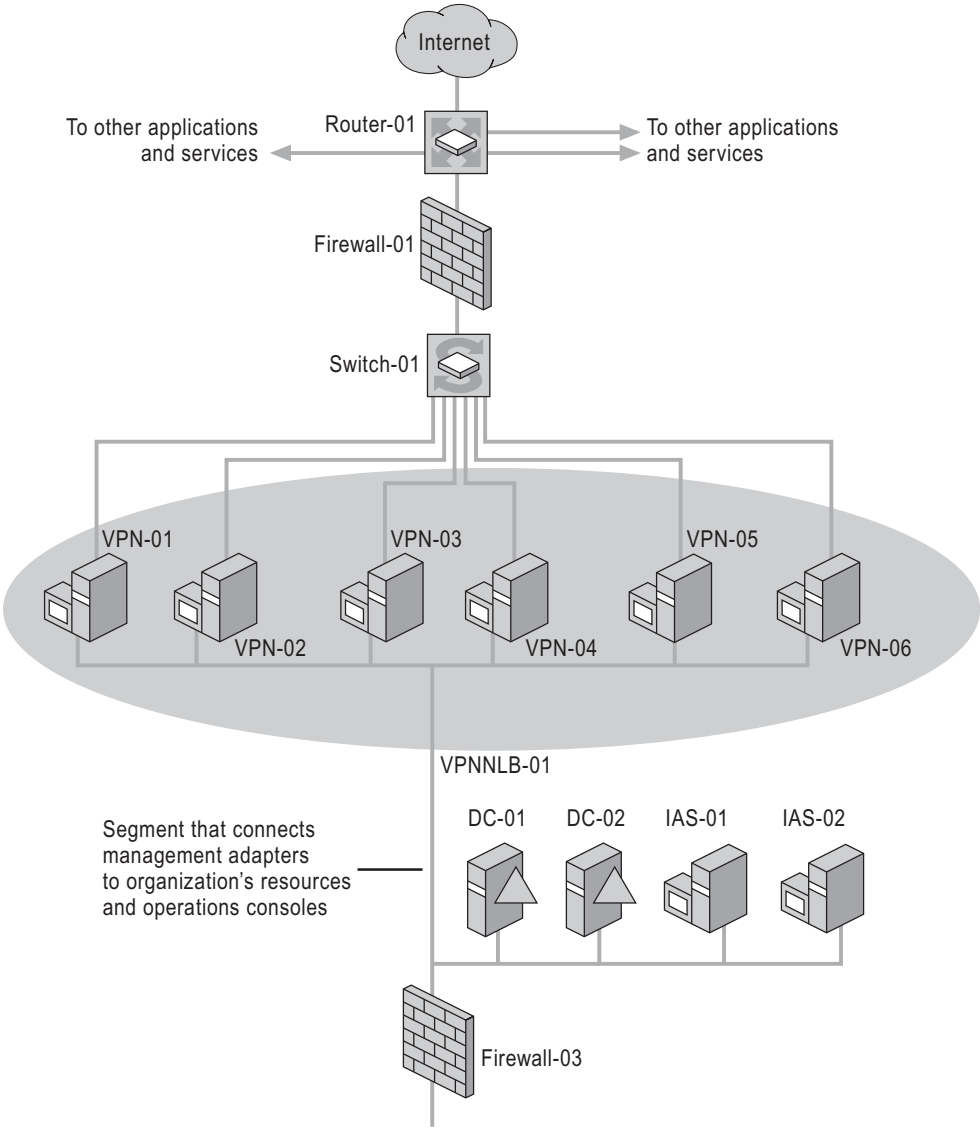 Internet
Router-01
To other applications
and services
To other applications
and services
Firewall-01
Switch-01
VPN-01
VPN-03
VPN-05
VPN-02
VPN-04
VPN-06
VPNNLB-01
DC-01
DC-02
IAS-01
IAS-02
Segment that connects
management adapters
to organization’s resources
and operations consoles
Firewall-03